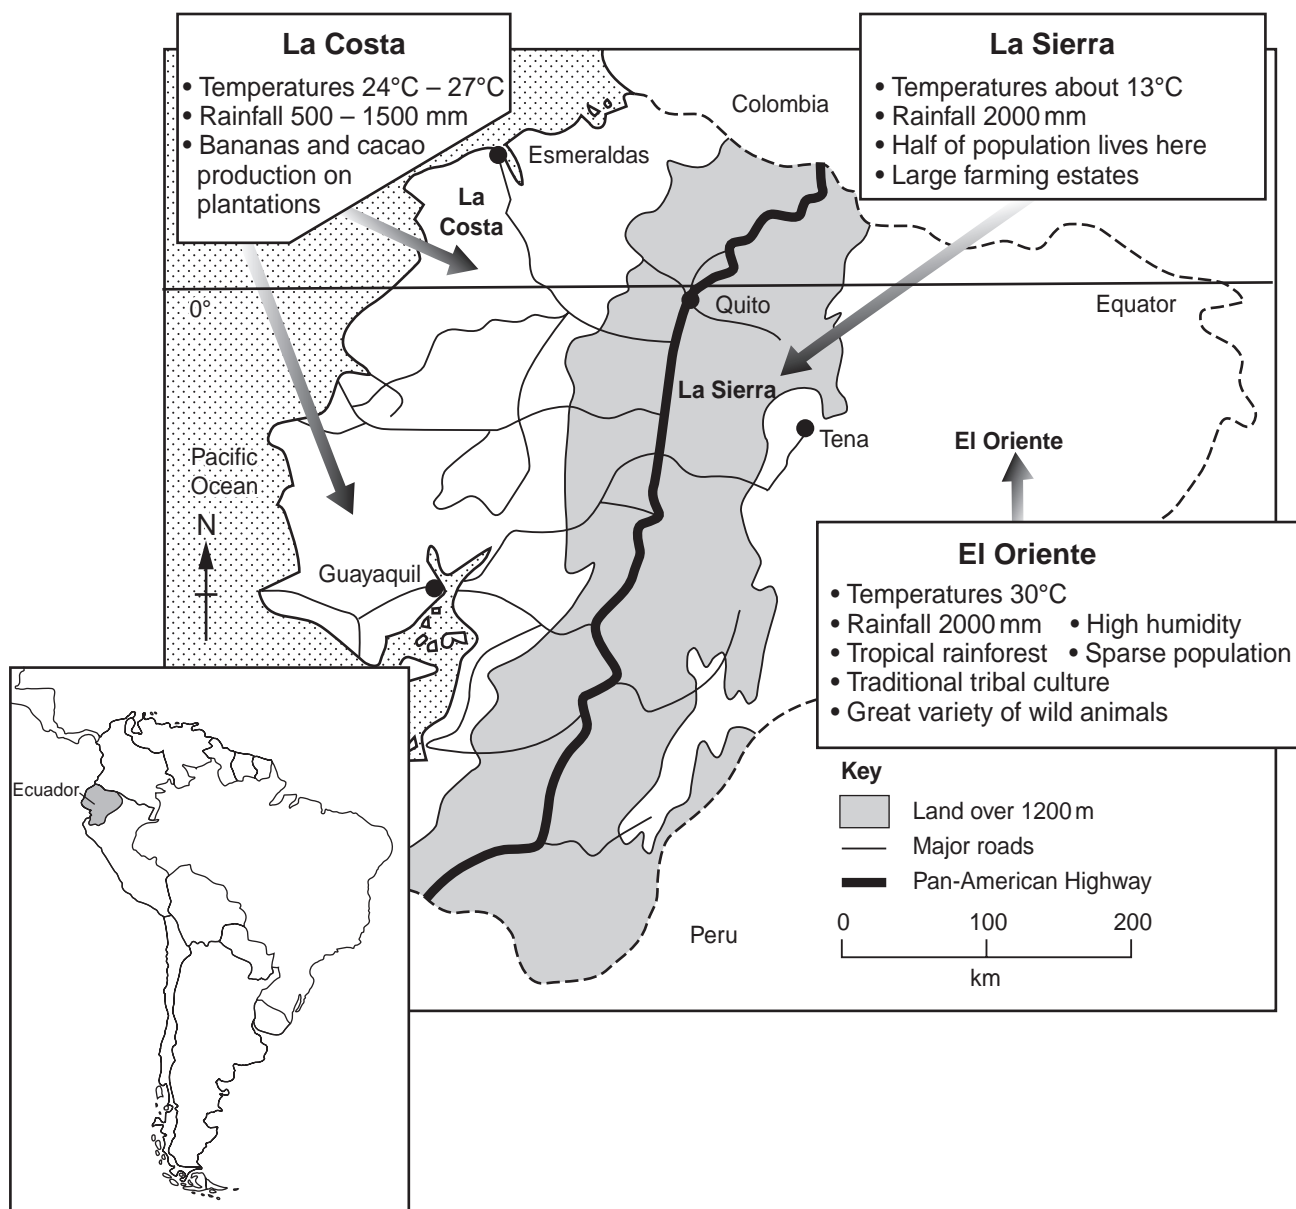 La Costa
• Temperatures 24°C – 27°C
• Rainfall 500 – 1500 mm
• Bananas and cacao
production on
plantations
La Sierra
• Temperatures about 13°C
• Rainfall 2000 mm
• Half of population lives here
• Large farming estates
Colombia
Esmeraldas
La
Costa
0°
Quito
Equator
La Sierra
Tena
El Oriente
Pacific
Ocean
N
Guayaquil
El Oriente
• Temperatures 30°C
• Rainfall 2000 mm • High humidity
• Tropical rainforest • Sparse population
• Traditional tribal culture
• Great variety of wild animals
Ecuador
Key
Land over 1200 m
Major roads
Pan-American Highway
0 100 200
km
Peru